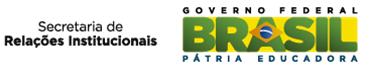 Secretaria de
Relações Institucionais
GOVERNO FEDERAL
BRASIL
PÁTRIA EDUCADORA